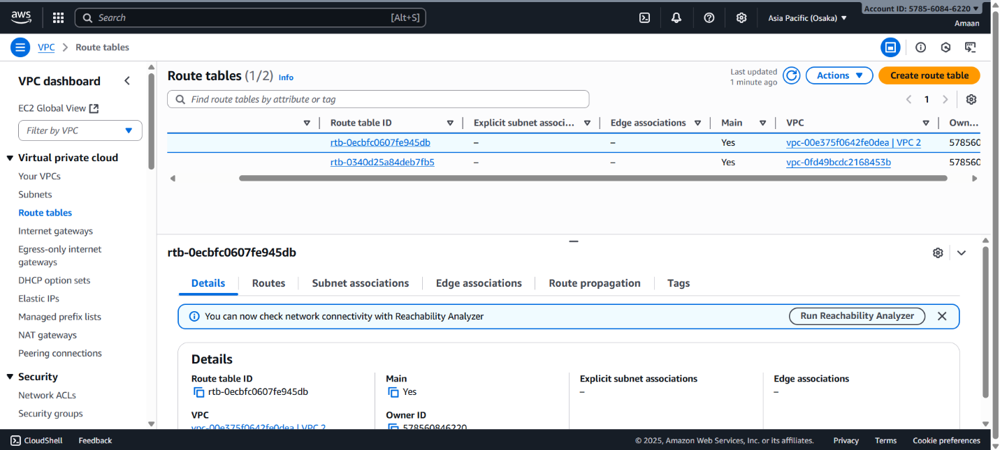 aws
Search [Alt+S]
Asia Pacific (Osaka)
Account ID: 5785-6084-6220
Amaan
VPC > Route tables
VPC dashboard
EC2 Global View
Filter by VPC
Virtual private cloud
Your VPCs
Subnets
Route tables
Internet gateways
Egress-only internet
gateways
DHCP option sets
Elastic IPs
Managed prefix lists
NAT gateways
Peering connections
Security
Network ACLs
Security groups
Route tables (1/2) Info
Last updated
1 minute ago
Actions
Create route table
Find route tables by attribute or tag
1
Route table ID Explicit subnet associ... Edge associations Main VPC Own...
rtb-0ecbfc0607fe945db – – Yes vpc-00e375f0642fe0dea | VPC 2 578560
rtb-0340d25a84deb7fb5 – – Yes vpc-0fd49bcdc2168453b 578560
rtb-0ecbfc0607fe945db
Details Routes Subnet associations Edge associations Route propagation Tags
You can now check network connectivity with Reachability Analyzer Run Reachability Analyzer
Details
Route table ID Main Explicit subnet associations Edge associations
rtb-0ecbfc0607fe945db Yes – –
VPC Owner ID
vpc-00e375f0642fe0dea | VPC 2 578560846220
CloudShell Feedback © 2025, Amazon Web Services, Inc. or its affiliates. Privacy Terms Cookie preferences